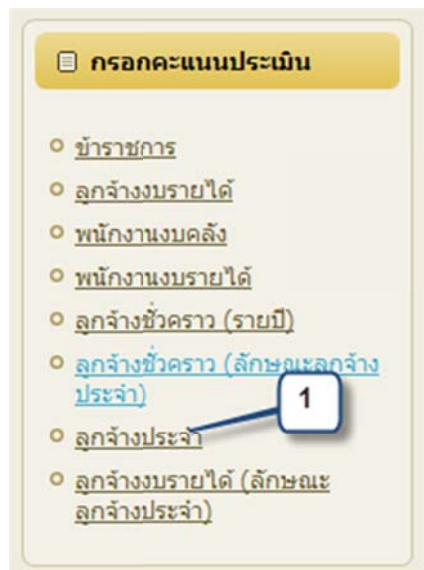 กรอกคะแนนประเมิน
ข้าราชการ
ลูกจ้างงบรายได้
พนักงานงบคลัง
พนักงานงบรายได้
ลูกจ้างชั่วคราว (รายปี)
ลูกจ้างชั่วคราว (ลักษณะลูกจ้าง
ประจำ)
1
ลูกจ้างประจำ
ลูกจ้างงบรายได้ (ลักษณะ
ลูกจ้างประจำ)